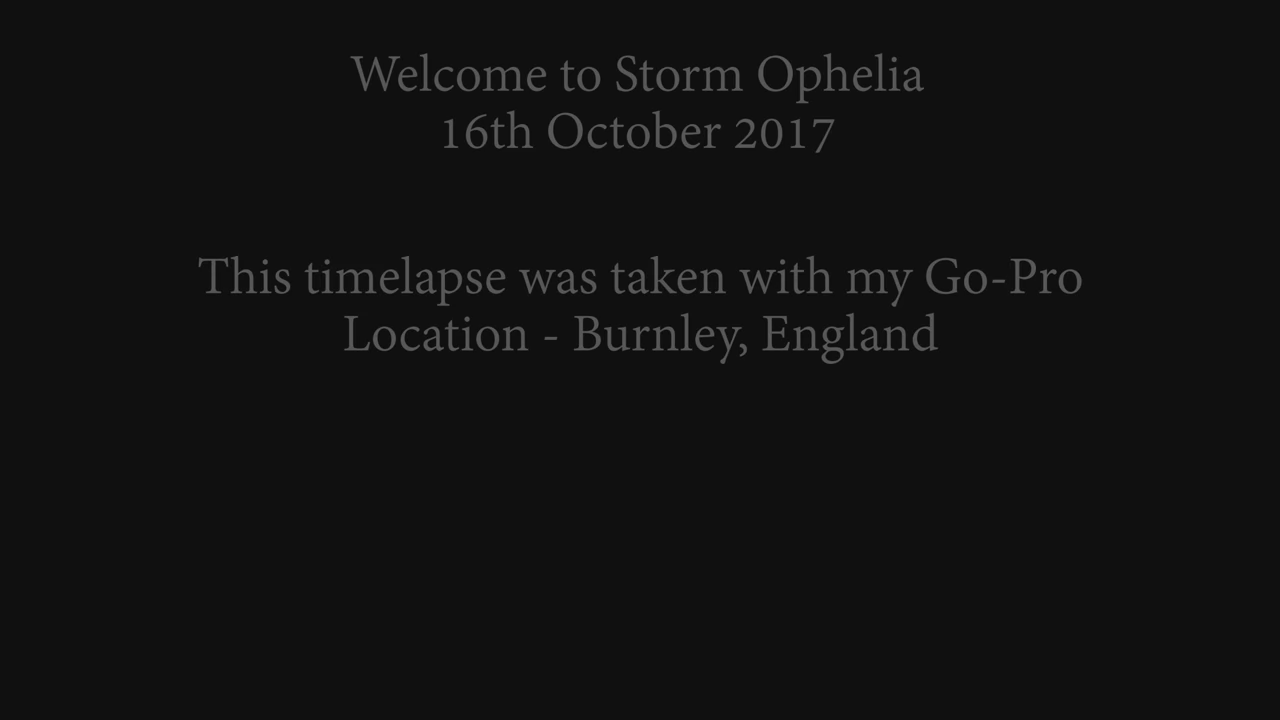 Welcome to Storm Ophelia
16th October 2017
This timelapse was taken with my Go-Pro
Location - Burnley, England